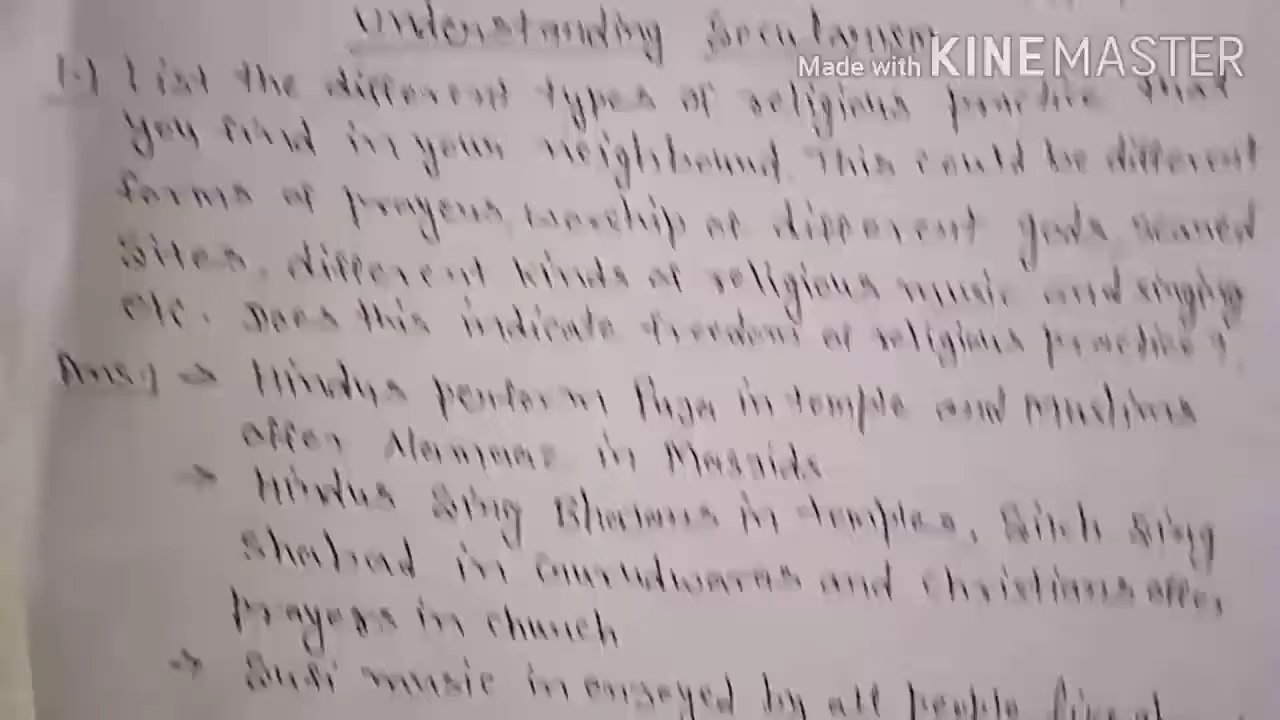 Understanding Secularism
Made with KINEMASTER
1.) List the different types of religious practice that
you find in your neighbound. This could be different
forms of prayers, worship of different gods, scared
sites, different kinds of religious music and singing
etc. Does this indicate freedom of religious practice?
Ans:) → Hindus perform Puja in temple and Muslims
offer Namaaz in Massids
→ Hindus sing Bhajans in temples, Sikh sing
Shabad in Gurudwaras and Christians offer
prayers in church
→ Sufi music in enjoyed by all people